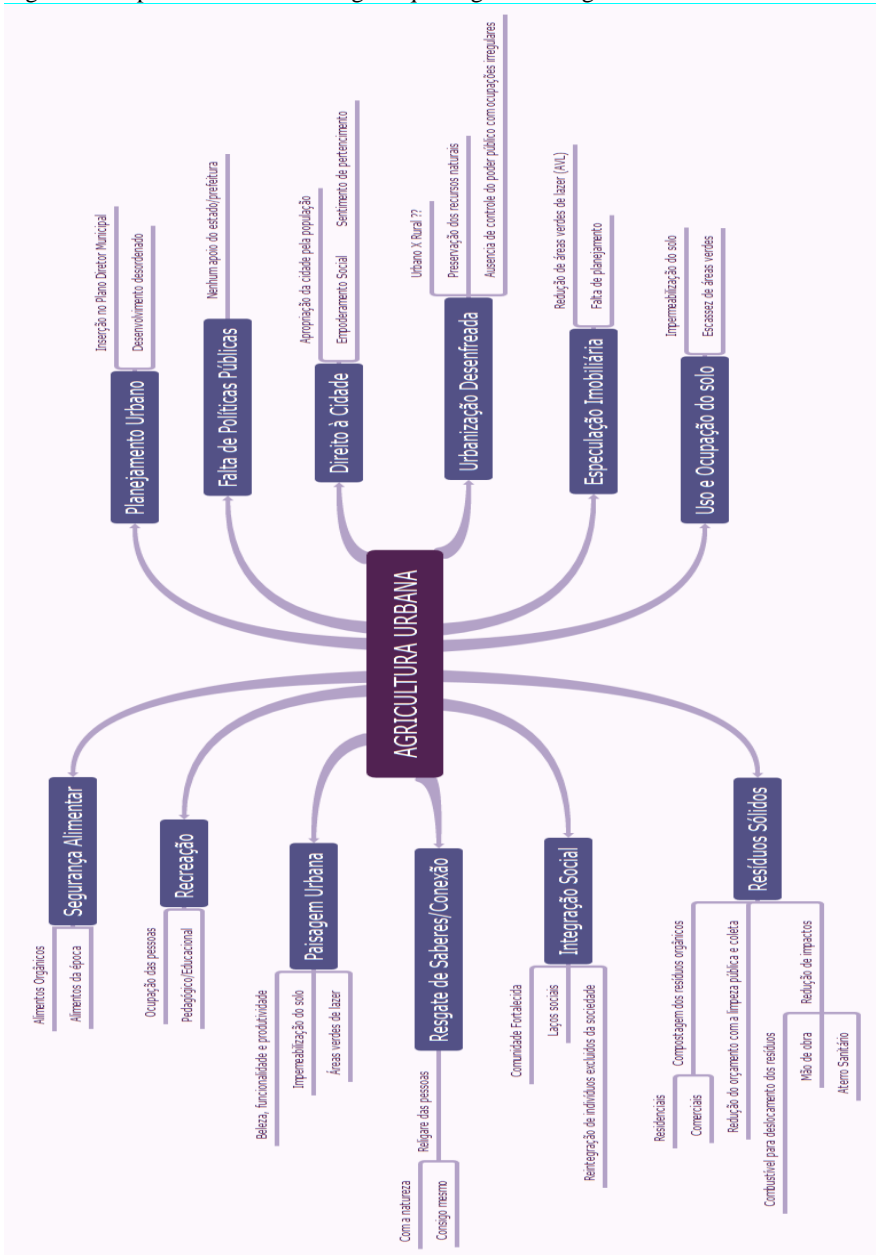 AGRICULTURA URBANA
Segurança Alimentar
Alimentos Orgânicos
Alimentos da época
Recreação
Ocupação das pessoas
Pedagógico/Educacional
Paisagem Urbana
Beleza, funcionalidade e produtividade
Impemeabilização do solo
Áreas verdes de lazer
Resgate de Saberes/Conexão
Religare das pessoas
Com a natureza
Consigo mesmo
Integração Social
Comunidade Fortalecida
Laços sociais
Reintegração de indivíduos excluídos da sociedade
Resíduos Sólidos
Compostagem dos resíduos orgânicos
Residenciais
Comerciais
Redução do orçamento com a limpeza pública e coleta
Redução de impactos
Combustível para deslocamento dos resíduos
Mão de obra
Aterro Sanitário
Planejamento Urbano
Inserção no Plano Diretor Municipal
Desenvolvimento desordenado
Falta de Políticas Públicas
Nenhum apoio do estado/prefeitura
Direito à Cidade
Apropriação da cidade pela população
Empoderamento Social
Sentimento de pertencimento
Urbanização Desenfreada
Urbano X Rural ??
Preservação dos recursos naturais
Ausencia de controle do poder público com ocupações irregulares
Especulação Imobiliária
Redução de áreas verdes de lazer (AVL)
Falta de planejamento
Uso e Ocupação do solo
Impermeabilização do solo
Escassez de áreas verdes